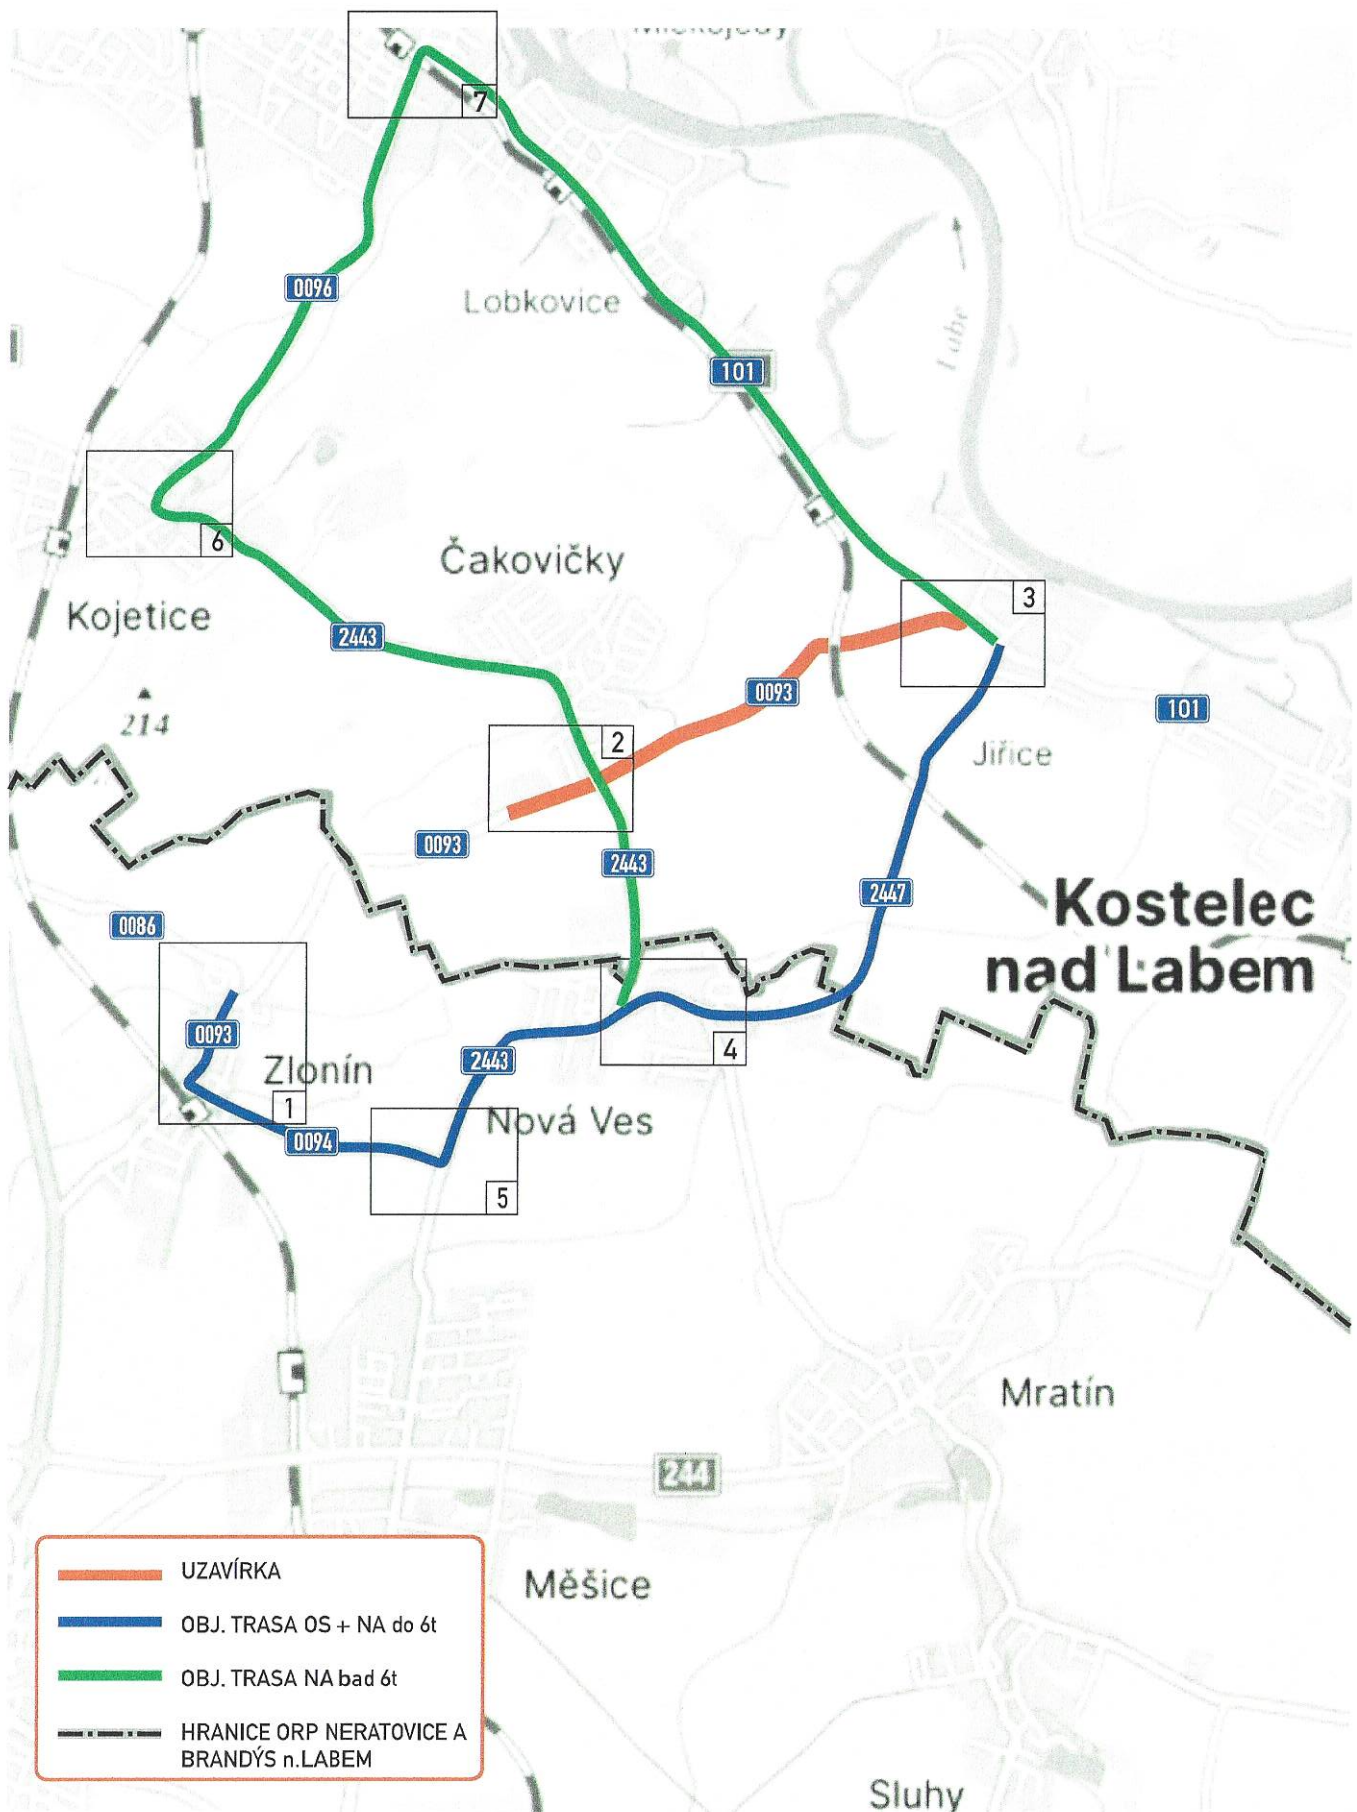 7
0096
Lobkovice
Labe
101
6
Čakovičky
3
Kojetice
2443
0093
101
214
2
Jiřice
0093
2443
2447
Kostelec
nad Labem
0086
0093
Zlonín
2443
4
1
0094
Nová Ves
5
Mratín
244
UZAVÍRKA
Měšice
OBJ. TRASA OS + NA do 6t
OBJ. TRASA NA bad 6t
HRANICE ORP NERATOVICE A
BRANDÝS n.LABEM
Sluhy